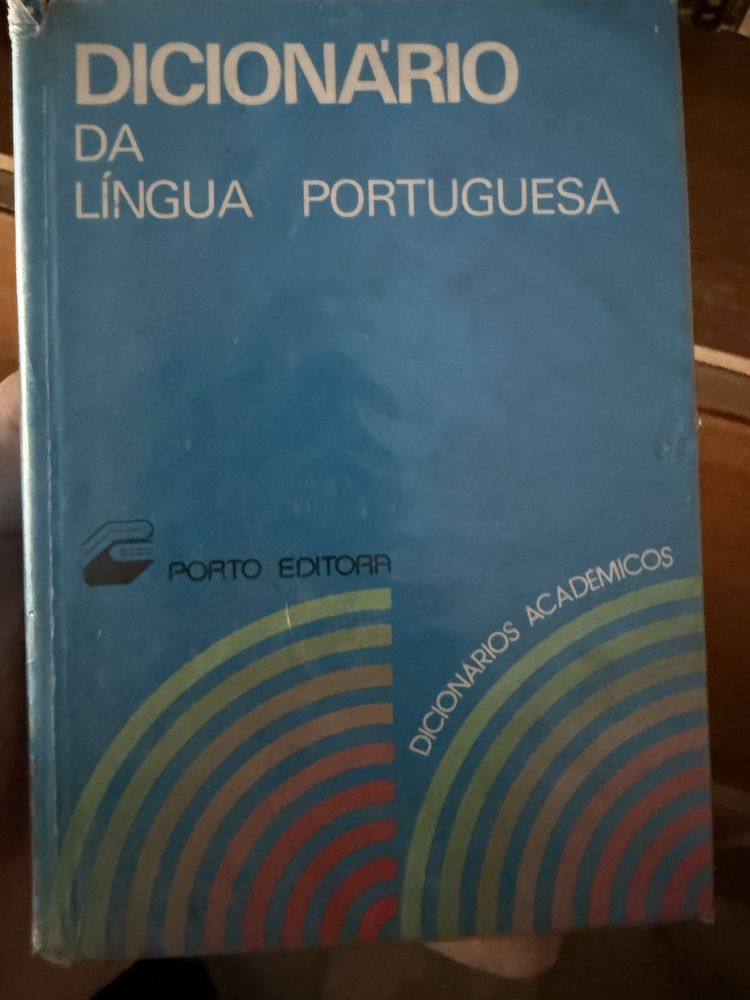 DICIONÁRIO
DA
LÍNGUA PORTUGUESA
PORTO EDITORA
DICIONÁRIOS ACADÉMICOS